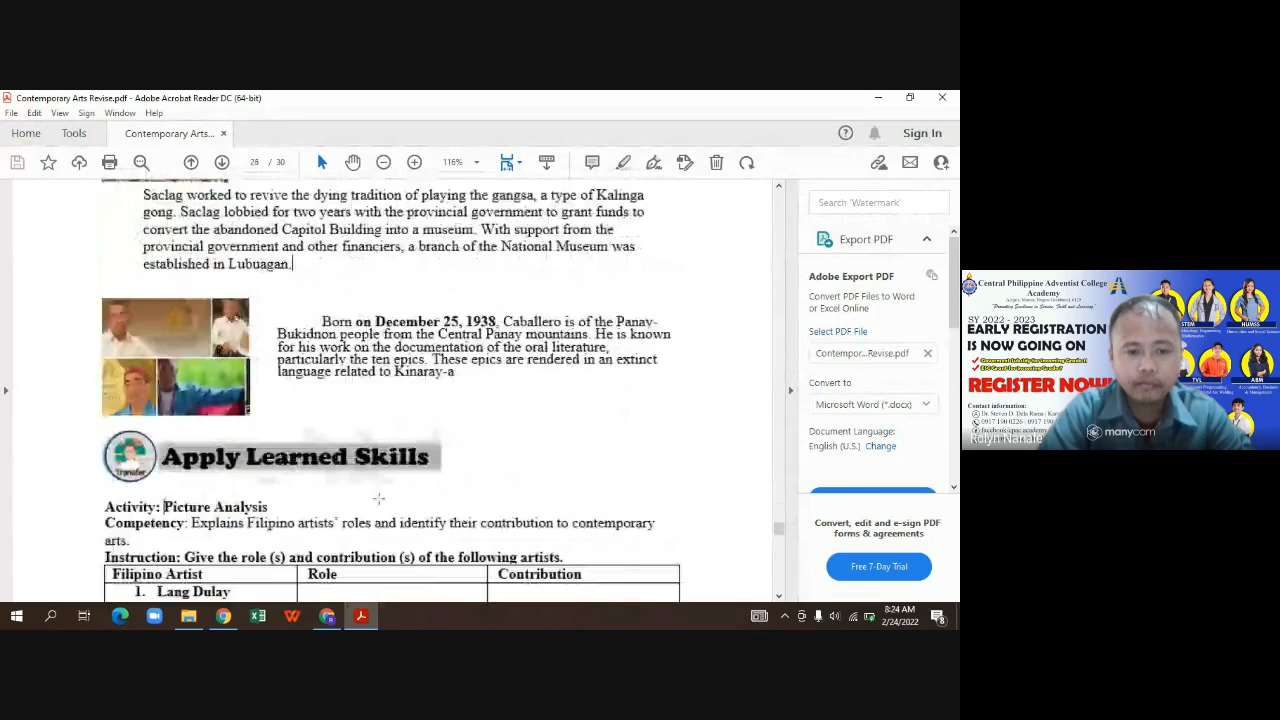 Contemporary Arts Revise.pdf - Adobe Acrobat Reader DC (64-bit)
File Edit View Sign Window Help
Home Tools Contemporary Arts... × Sign In
28 / 30 116%
Saclag worked to revive the dying tradition of playing the gangsa, a type of Kalinga
gong. Saclag lobbied for two years with the provincial government to grant funds to
convert the abandoned Capitol Building into a museum. With support from the
provincial government and other financiers, a branch of the National Museum was
established in Lubuagan.
Born on December 25, 1938, Caballero is of the Panay-
Bukidnon people from the Central Panay mountains. He is known
for his work on the documentation of the oral literature,
particularly the ten epics. These epics are rendered in an extinct
language related to Kinaray-a
Transfer
Apply Learned Skills
Activity: Picture Analysis
Competency: Explains Filipino artists' roles and identify their contribution to contemporary
arts.
Instruction: Give the role (s) and contribution (s) of the following artists.
Filipino Artist Role Contribution
1. Lang Dulay
Search 'Watermark'
Export PDF
Adobe Export PDF
Convert PDF Files to Word
or Excel Online
Select PDF File
Contempor...Revise.pdf ×
Convert to
Microsoft Word (*.docx)
Document Language:
English (U.S.) Change
Convert, edit and e-sign PDF
forms & agreements
Free 7-Day Trial
8:24 AM
2/24/2022
8
Central Philippine Adventist College
Academy
SY 2022 - 2023
EARLY REGISTRATION
IS NOW GOING ON
REGISTER NOW!
Contact information:
0917 190 0226
STEM
HUMSS
TVL
ABM
manycam